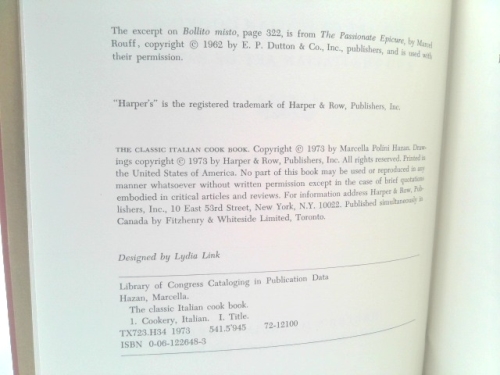 The excerpt on Bollito misto, page 322, is from The Passionate Epicure, by Marcel
Rouff, copyright © 1962 by E. P. Dutton & Co., Inc., publishers, and is used with
their permission.
"Harper's" is the registered trademark of Harper & Row, Publishers, Inc.
THE CLASSIC ITALIAN COOK BOOK. Copyright © 1973 by Marcella Polini Hazan. Draw-
ings copyright © 1973 by Harper & Row, Publishers, Inc. All rights reserved. Printed in
the United States of America. No part of this book may be used or reproduced in any
manner whatsoever without written permission except in the case of brief quotations
embodied in critical articles and reviews. For information address Harper & Row, Pub-
lishers, Inc., 10 East 53rd Street, New York, N.Y. 10022. Published simultaneously in
Canada by Fitzhenry & Whiteside Limited, Toronto.
Designed by Lydia Link
Library of Congress Cataloging in Publication Data
Hazan, Marcella.
The classic Italian cook book.
1. Cookery, Italian. I. Title.
TX723.H34 1973 541.5'945 72-12100
ISBN 0-06-122648-3